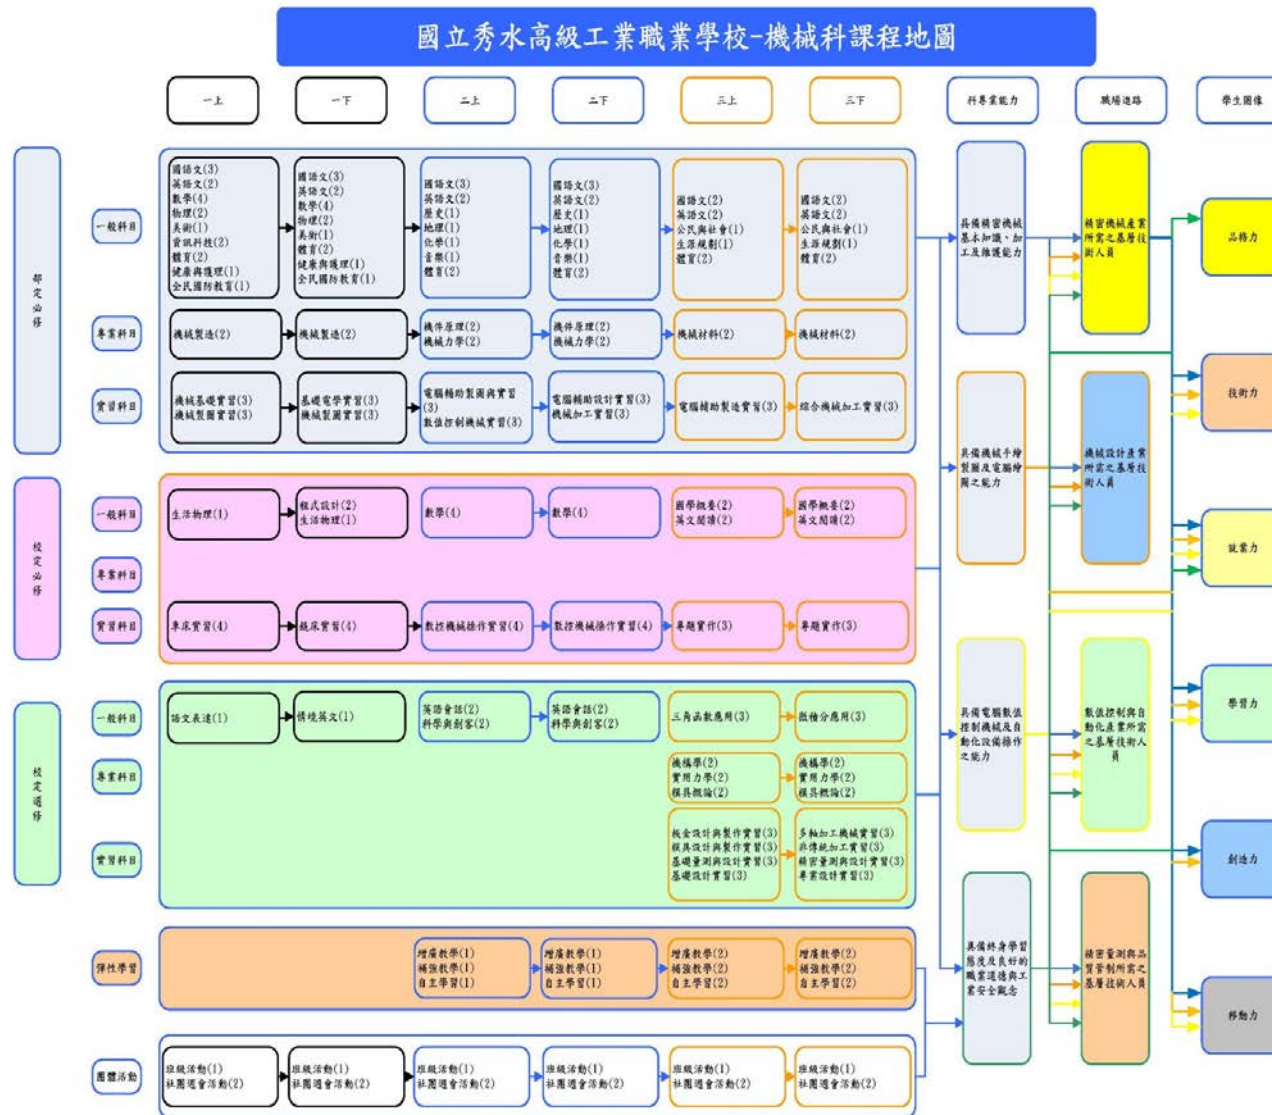 國立秀水高級工業職業學校-機械科課程地圖
一上
一下
二上
二下
三上
三下
科專業能力
職場進路
學生圖像
部定必修
一般科目
國語文(3)
英語文(2)
數學(4)
物理(2)
美術(1)
資訊科技(2)
體育(2)
健康與護理(1)
全民國防教育(1)
國語文(3)
英語文(2)
數學(4)
物理(2)
美術(1)
體育(2)
健康與護理(1)
全民國防教育(1)
國語文(3)
英語文(2)
歷史(1)
地理(1)
化學(1)
音樂(1)
體育(2)
國語文(3)
英語文(2)
歷史(1)
地理(1)
化學(1)
音樂(1)
體育(2)
國語文(2)
英語文(2)
公民與社會(1)
生涯規劃(1)
體育(2)
國語文(2)
英語文(2)
公民與社會(1)
生涯規劃(1)
體育(2)
專業科目
機械製造(2)
機械製造(2)
機件原理(2)
機械力學(2)
機件原理(2)
機械力學(2)
機械材料(2)
機械材料(2)
實習科目
機械基礎實習(3)
機械製圖實習(3)
基礎電學實習(3)
機械製圖實習(3)
電腦輔助製圖與實習
(3)
數值控制機械實習(3)
電腦輔助設計實習(3)
機械加工實習(3)
電腦輔助製造實習(3)
綜合機械加工實習(3)
校定必修
一般科目
生活物理(1)
程式設計(2)
生活物理(1)
數學(4)
數學(4)
國學概要(2)
英文閱讀(2)
國學概要(2)
英文閱讀(2)
專業科目
實習科目
車床實習(4)
銑床實習(4)
數控機械操作實習(4)
數控機械操作實習(4)
專題實作(3)
專題實作(3)
校定選修
一般科目
語文表達(1)
情境英文(1)
英語會話(2)
科學與創客(2)
英語會話(2)
科學與創客(2)
三角函數應用(3)
微積分應用(3)
專業科目
機構學(2)
實用力學(2)
模具概論(2)
機構學(2)
實用力學(2)
模具概論(2)
實習科目
板金設計與製作實習(3)
模具設計與製作實習(3)
基礎量測與設計實習(3)
基礎設計實習(3)
多軸加工機械實習(3)
非傳統加工實習(3)
精密量測與設計實習(3)
專業設計實習(3)
彈性學習
增廣教學(1)
補強教學(1)
自主學習(1)
增廣教學(1)
補強教學(1)
自主學習(1)
增廣教學(2)
補強教學(2)
自主學習(2)
增廣教學(2)
補強教學(2)
自主學習(2)
團體活動
班級活動(1)
社團週會活動(2)
班級活動(1)
社團週會活動(2)
班級活動(1)
社團週會活動(2)
班級活動(1)
社團週會活動(2)
班級活動(1)
社團週會活動(2)
班級活動(1)
社團週會活動(2)
具備精密機械
基本知識、加
工及維護能力
具備機械手繪
製圖及電腦繪
圖之能力
具備電腦數值
控制機械及自
動化設備操作
之能力
具備終身學習
態度及良好的
職業道德與工
業安全觀念
精密機械產業
所需之基層技
術人員
機械設計產業
所需之基層技
術人員
數值控制與自
動化產業所需
之基層技術人
員
精密量測與品
質管制所需之
基層技術人員
品格力
技術力
就業力
學習力
創造力
移動力